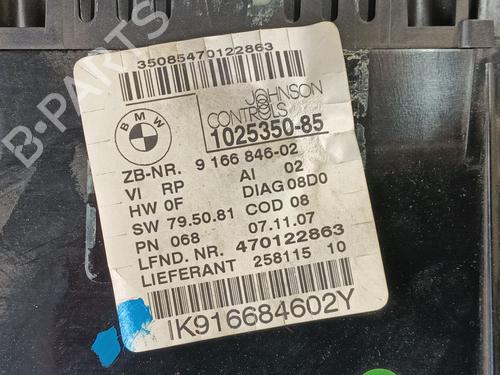 B-PARTS
35085470122863
BMW
JOHNSON
CONTROLS
1025350-85
ZB-NR. 9 166 846-02
VI RP AI 02
HW 0F DIAG 08D0
SW 79.50.81 COD 08
PN 068 07.11.07
LFND. NR. 470122863
LIEFERANT 258115 10
IK916684602Y